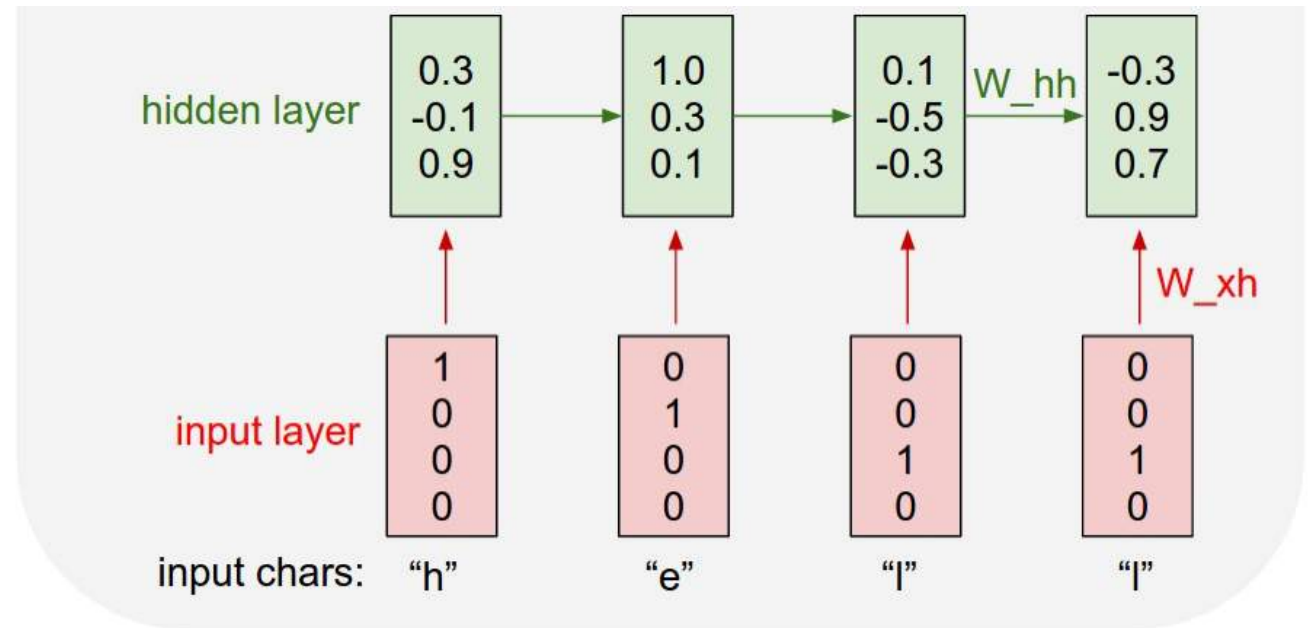 hidden layer
0.3 1.0 0.1 W_hh -0.3
-0.1 0.3 -0.5 0.9
0.9 0.1 -0.3 0.7
W_xh
input layer
1 0 0 0
0 1 0 0
0 0 1 1
0 0 0 0
input chars: “h” “e” “l” “l”